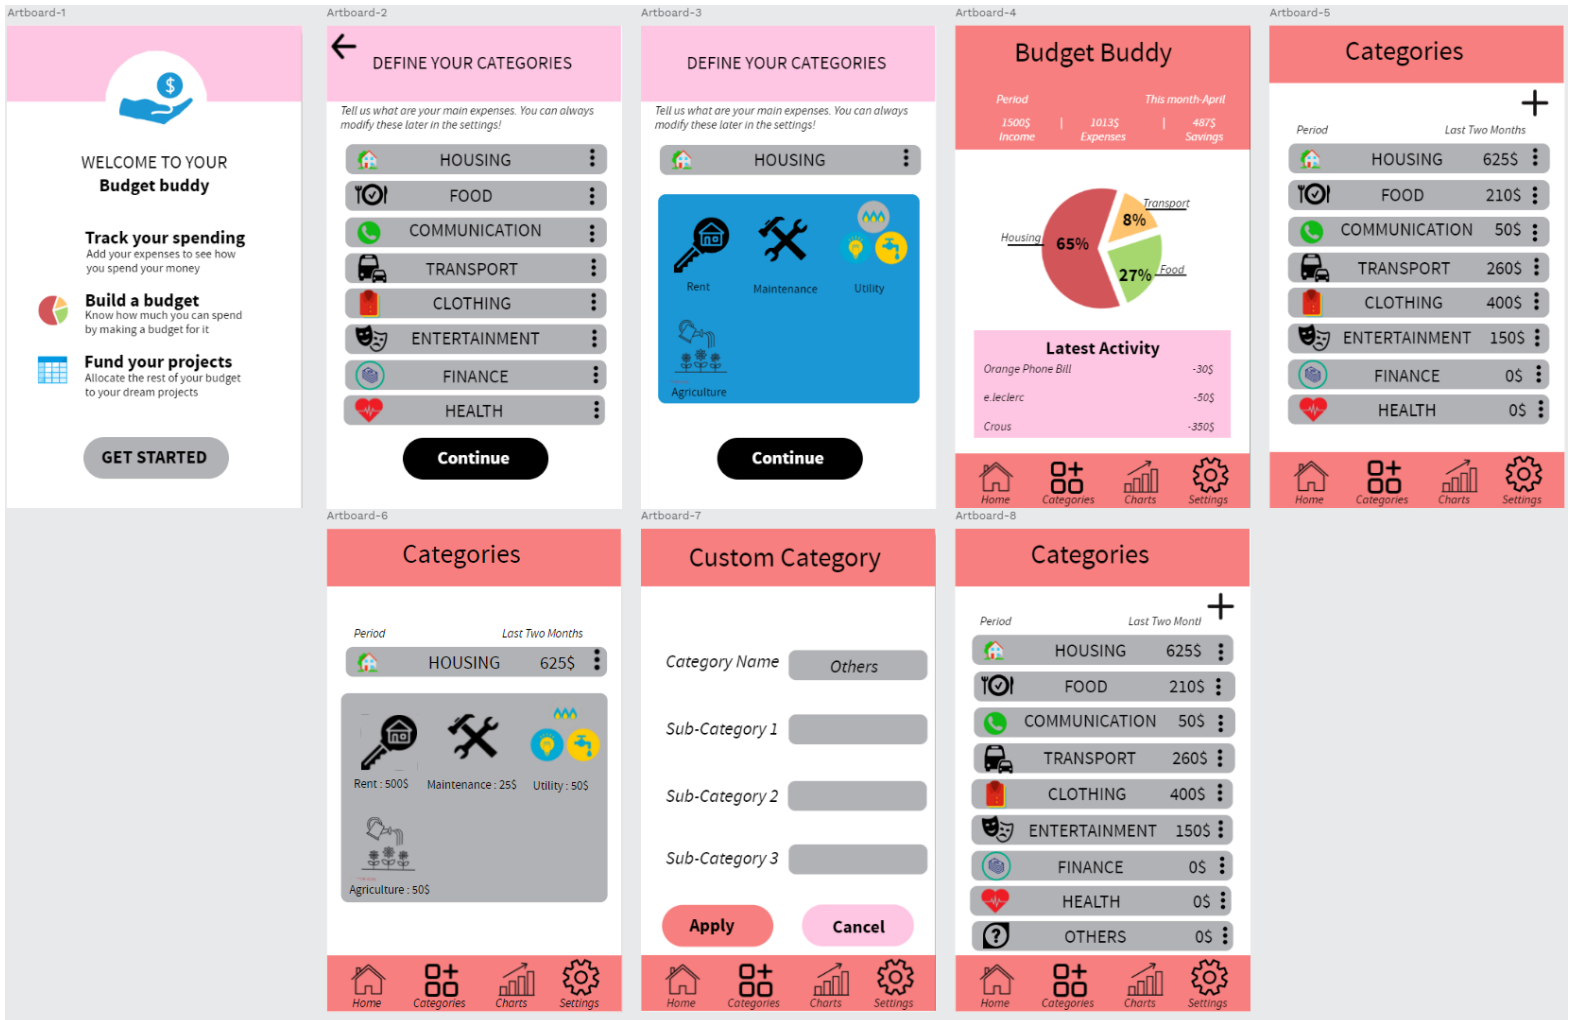 Artboard-1
$
WELCOME TO YOUR
Budget buddy
Track your spending
Add your expenses to see how
you spend your money
Build a budget
Know how much you can spend
by making a budget for it
Fund your projects
Allocate the rest of your budget
to your dream projects
GET STARTED
Artboard-2
DEFINE YOUR CATEGORIES
Tell us what are your main expenses. You can always
modify these later in the settings!
HOUSING
FOOD
COMMUNICATION
TRANSPORT
CLOTHING
ENTERTAINMENT
FINANCE
HEALTH
Continue
Artboard-3
DEFINE YOUR CATEGORIES
Tell us what are your main expenses. You can always
modify these later in the settings!
HOUSING
Rent Maintenance Utility
Agriculture
Continue
Artboard-4
Budget Buddy
Period This month-April
1500$ | 1013$ | 487$
Income Expenses Savings
Transport
8%
Housing
65%
27% Food
Latest Activity
Orange Phone Bill -30$
e.leclerc -50$
Crous -350$
Home Categories Charts Settings
Artboard-5
Categories
Period Last Two Months
HOUSING 625$
FOOD 210$
COMMUNICATION 50$
TRANSPORT 260$
CLOTHING 400$
ENTERTAINMENT 150$
FINANCE 0$
HEALTH 0$
Home Categories Charts Settings
Artboard-6
Categories
Period Last Two Months
HOUSING 625$
Rent : 500$ Maintenance : 25$ Utility : 50$
Agriculture : 50$
Home Categories Charts Settings
Artboard-7
Custom Category
Category Name Others
Sub-Category 1
Sub-Category 2
Sub-Category 3
Apply Cancel
Home Categories Charts Settings
Artboard-8
Categories
Period Last Two Month
HOUSING 625$
FOOD 210$
COMMUNICATION 50$
TRANSPORT 260$
CLOTHING 400$
ENTERTAINMENT 150$
FINANCE 0$
HEALTH 0$
? OTHERS 0$
Home Categories Charts Settings